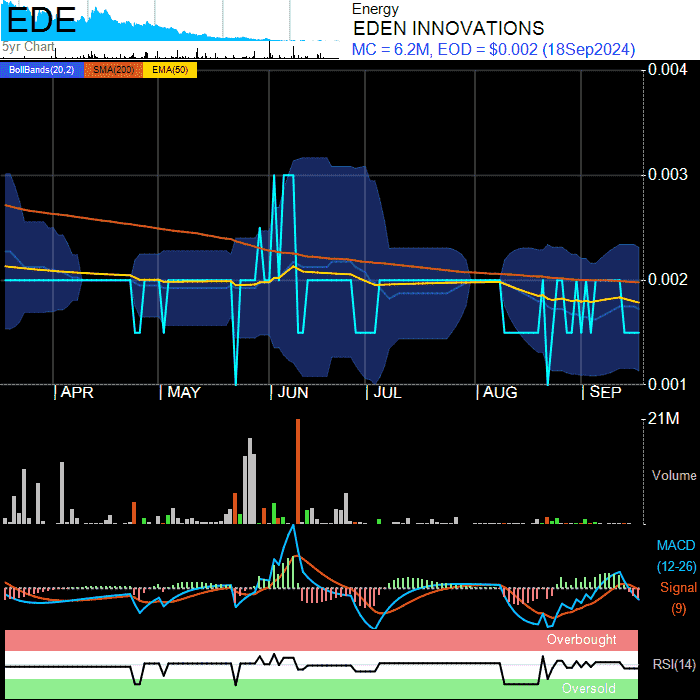 EDE
5yr Chart
Energy
EDEN INNOVATIONS
MC = 6.2M, EOD = $0.002 (18Sep2024)
BollBands(20,2) SMA(200) EMA(50)
0.004
0.003
0.002
0.001
APR MAY JUN JUL AUG SEP
21M
Volume
MACD
(12-26)
Signal
(9)
Overbought
RSI(14)
Oversold